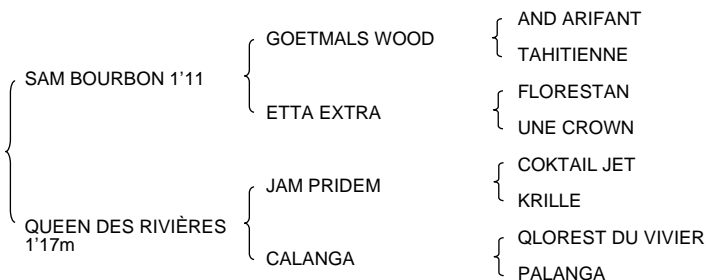 AND ARIFANT
GOETMALS WOOD
TAHITIENNE
SAM BOURBON 1’11
FLORESTAN
ETTA EXTRA
UNE CROWN
COKTAIL JET
JAM PRIDEM
KRILLE
QUEEN DES RIVIÈRES
1’17m
QLOREST DU VIVIER
CALANGA
PALANGA